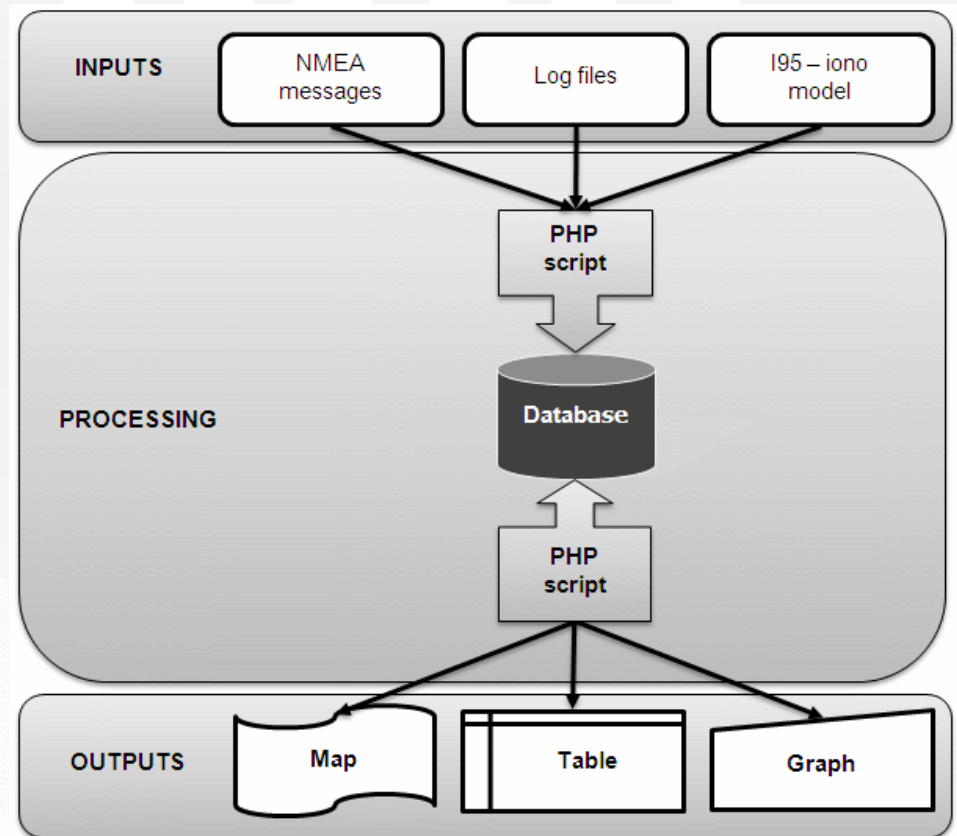 INPUTS
NMEA
messages
Log files
I95 – iono
model
PHP
script
PROCESSING
Database
PHP
script
OUTPUTS
Map
Table
Graph